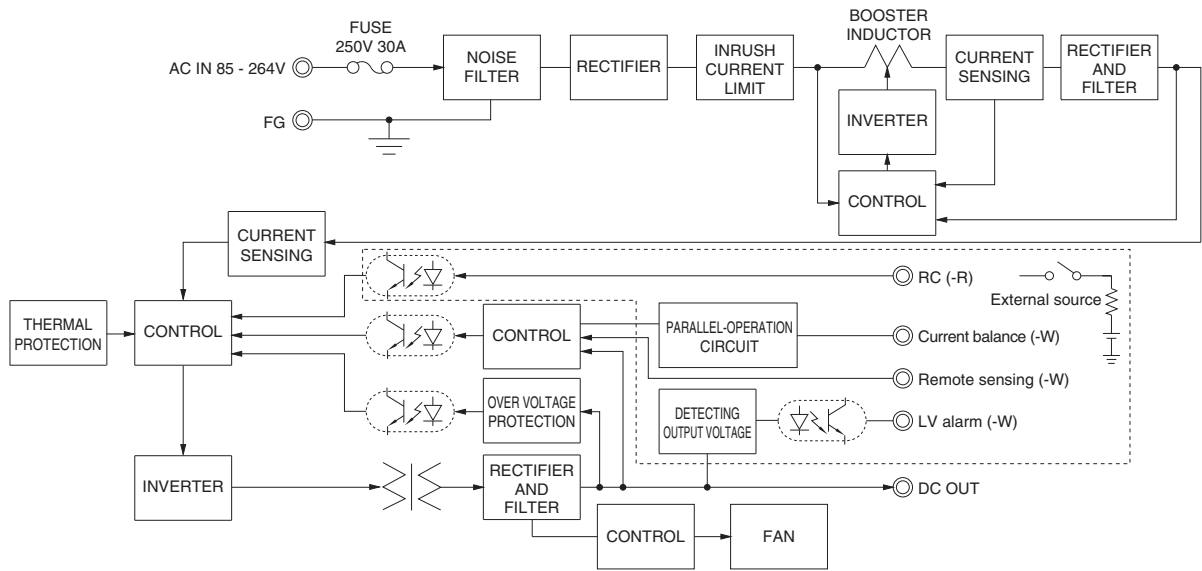 FUSE
250V 30A
AC IN 85 - 264V
NOISE
FILTER
RECTIFIER
INRUSH
CURRENT
LIMIT
BOOSTER
INDUCTOR
CURRENT
SENSING
RECTIFIER
AND
FILTER
FG
INVERTER
CONTROL
CURRENT
SENSING
RC (-R)
External source
THERMAL
PROTECTION
CONTROL
CONTROL
PARALLEL-OPERATION
CIRCUIT
Current balance (-W)
Remote sensing (-W)
OVER VOLTAGE
PROTECTION
DETECTING
OUTPUT VOLTAGE
LV alarm (-W)
INVERTER
RECTIFIER
AND
FILTER
DC OUT
CONTROL
FAN